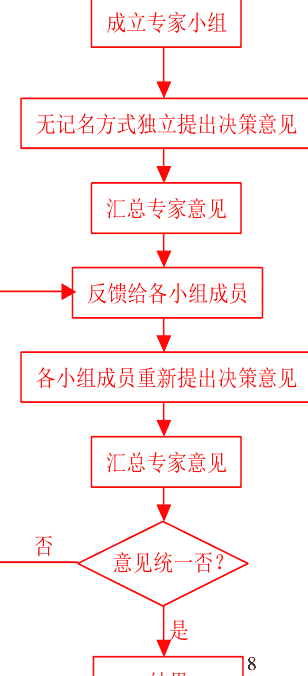 成立专家小组
无记名方式独立提出决策意见
汇总专家意见
反馈给各小组成员
各小组成员重新提出决策意见
汇总专家意见
意见统一否？
否
是
8